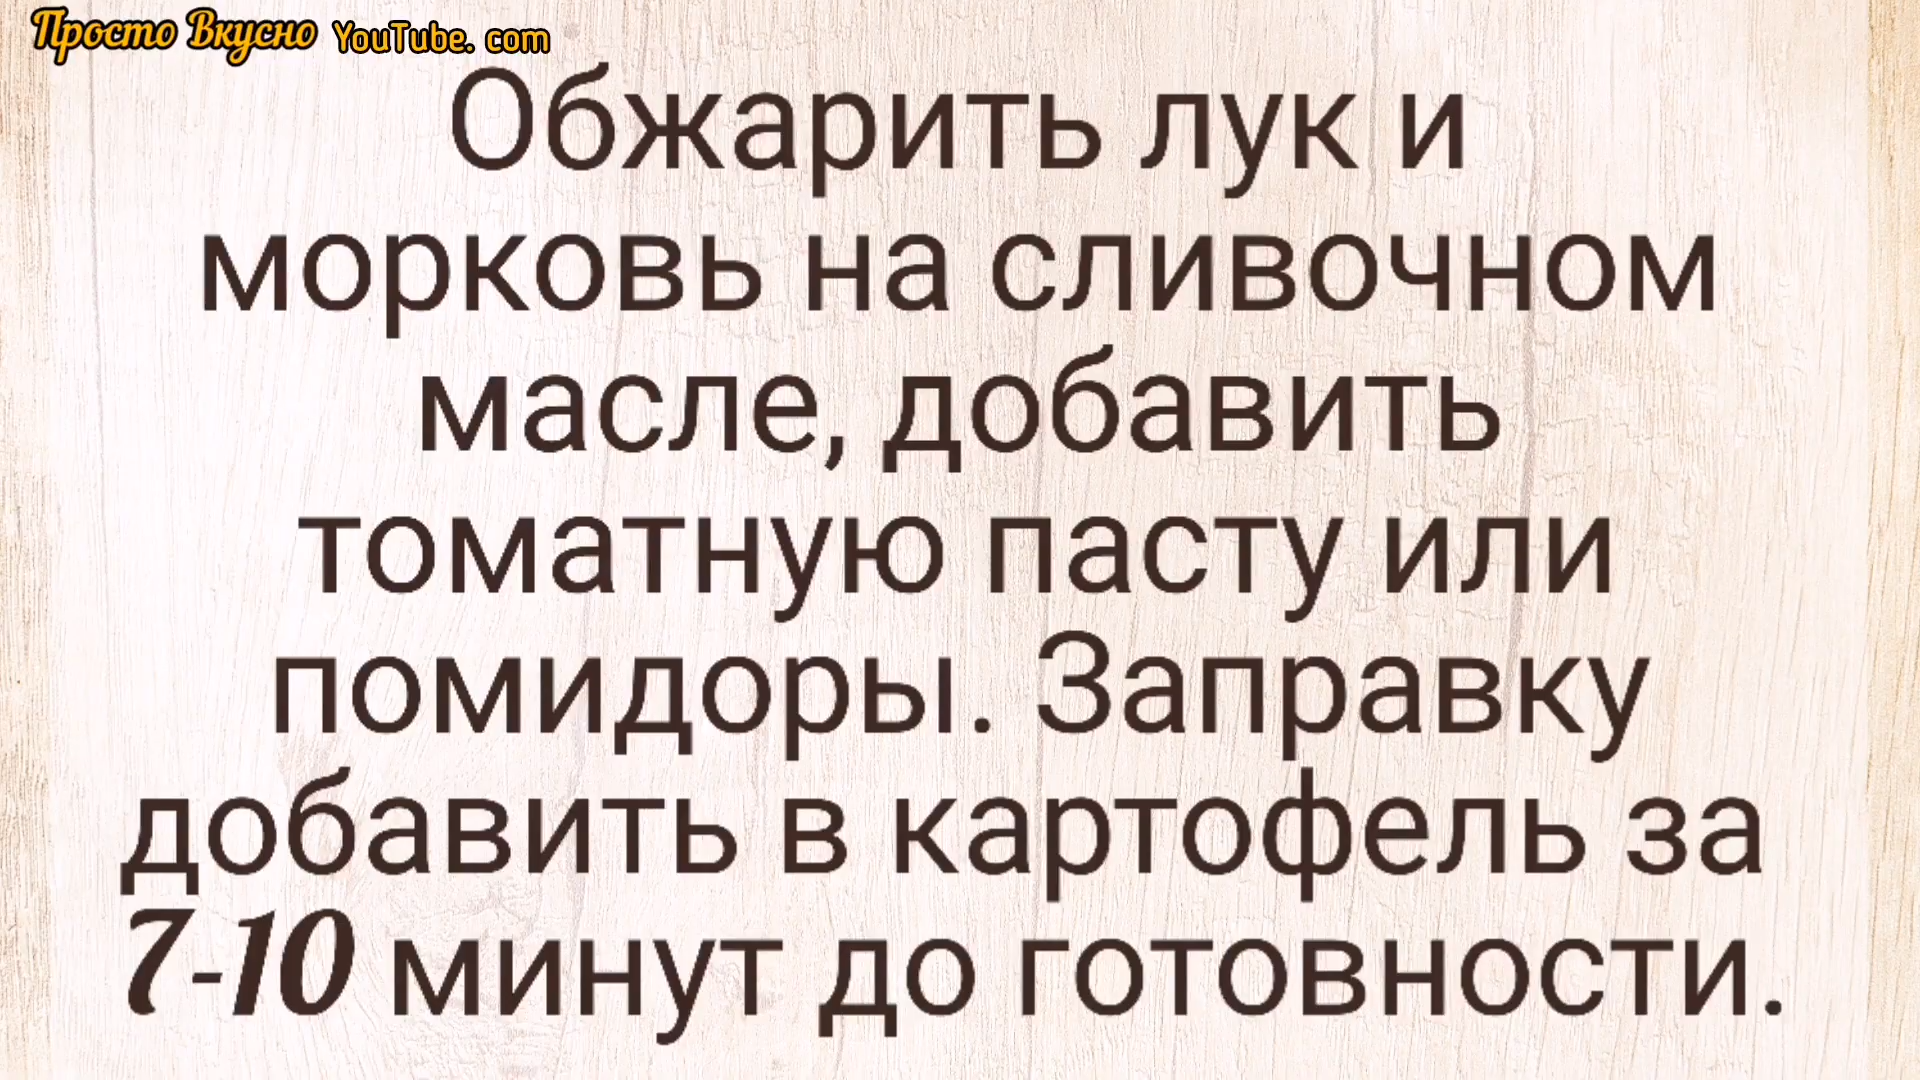 Просто Вкусно YouTube. com
Обжарить лук и
морковь на сливочном
масле, добавить
томатную пасту или
помидоры. Заправку
добавить в картофель за
7-10 минут до готовности.